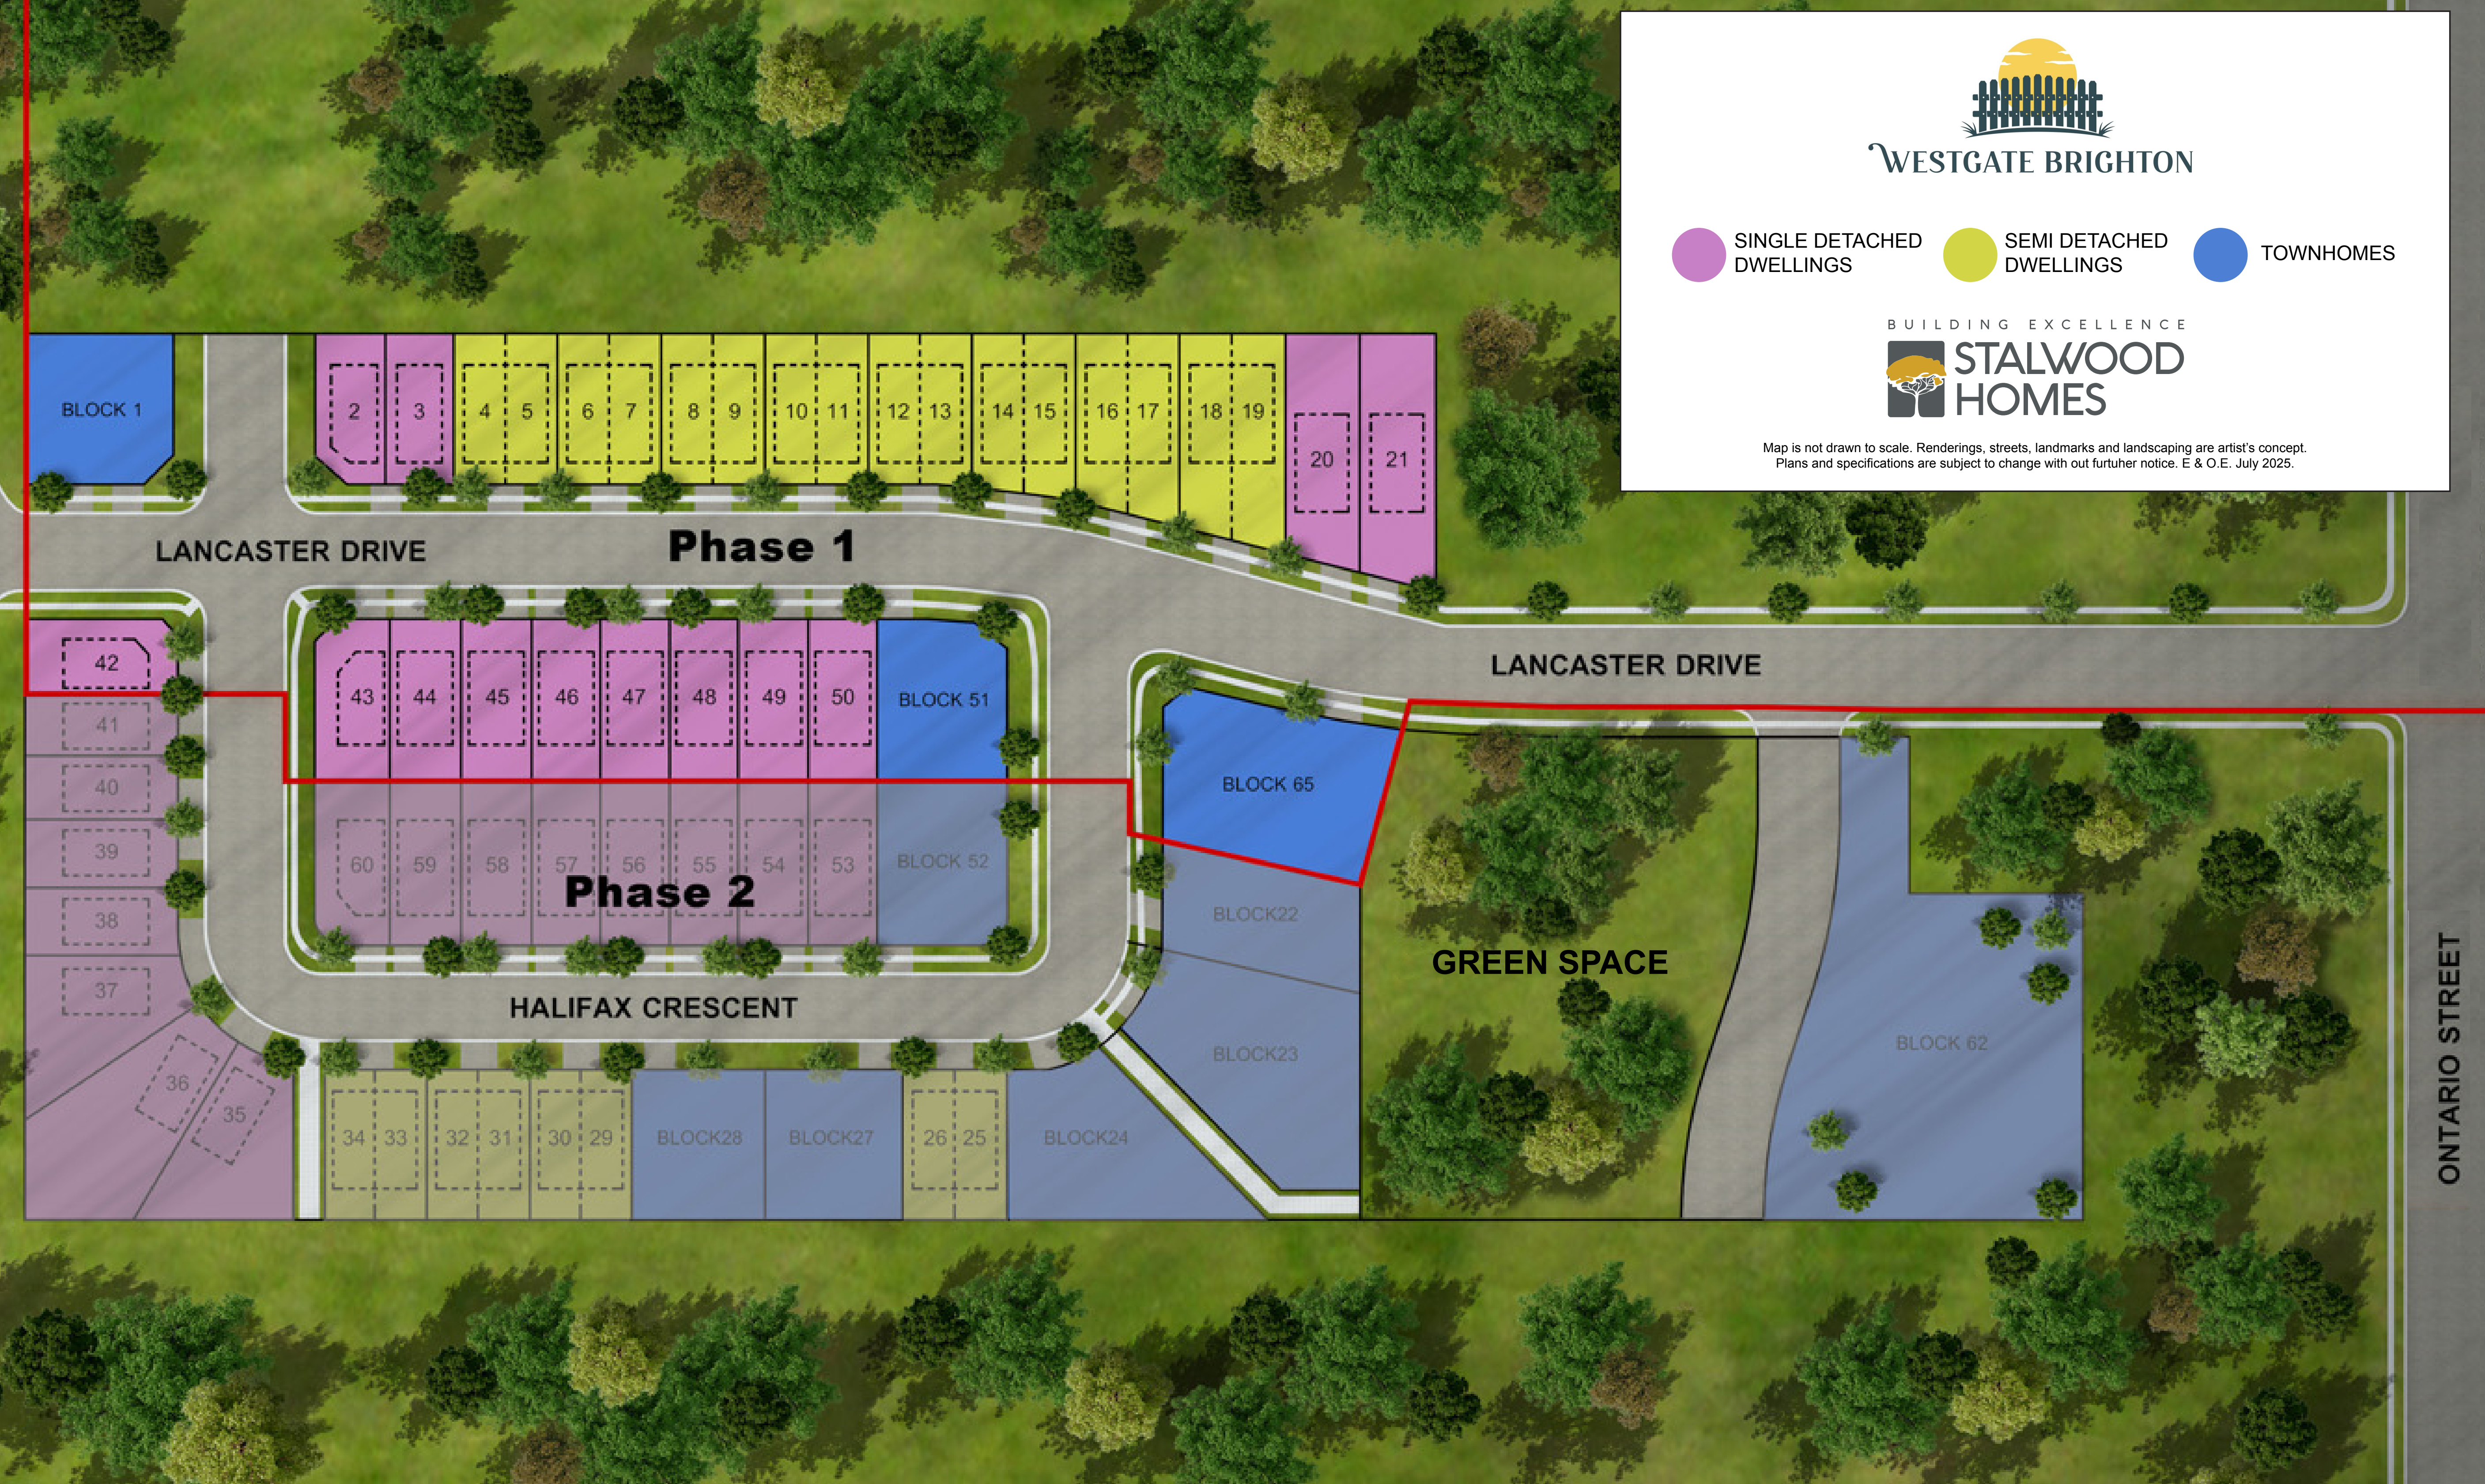 WESTGATE BRIGHTON
SINGLE DETACHED
DWELLINGS
SEMI DETACHED
DWELLINGS
TOWNHOMES
BUILDING EXCELLENCE
STALWOOD
HOMES
Map is not drawn to scale. Renderings, streets, landmarks and landscaping are artist's concept.
Plans and specifications are subject to change with out furtuher notice. E & O.E. July 2025.
BLOCK 1
2
3
4
5
6
7
8
9
10
11
12
13
14
15
16
17
18
19
20
21
LANCASTER DRIVE
Phase 1
LANCASTER DRIVE
42
43
44
45
46
47
48
49
50
BLOCK 51
BLOCK 65
41
40
39
38
37
36
35
60
59
58
57
56
55
54
53
BLOCK 52
Phase 2
BLOCK22
BLOCK23
GREEN SPACE
BLOCK 62
ONTARIO STREET
HALIFAX CRESCENT
34
33
32
31
30
29
BLOCK28
BLOCK27
26
25
BLOCK24